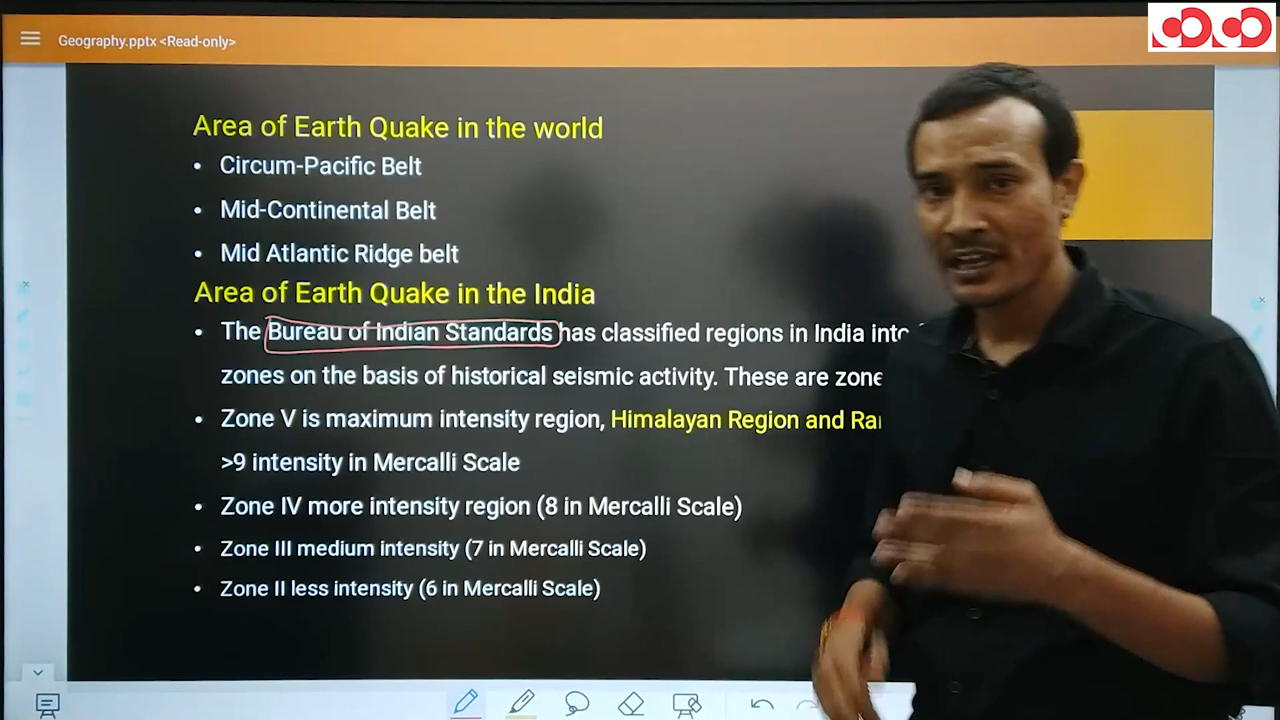 Geography.pptx <Read-only>
Area of Earth Quake in the world
• Circum-Pacific Belt
• Mid-Continental Belt
• Mid Atlantic Ridge belt
Area of Earth Quake in the India
• The Bureau of Indian Standards has classified regions in India into
zones on the basis of historical seismic activity. These are zone
• Zone V is maximum intensity region, Himalayan Region and
>9 intensity in Mercalli Scale
• Zone IV more intensity region (8 in Mercalli Scale)
• Zone III medium intensity (7 in Mercalli Scale)
• Zone II less intensity (6 in Mercalli Scale)